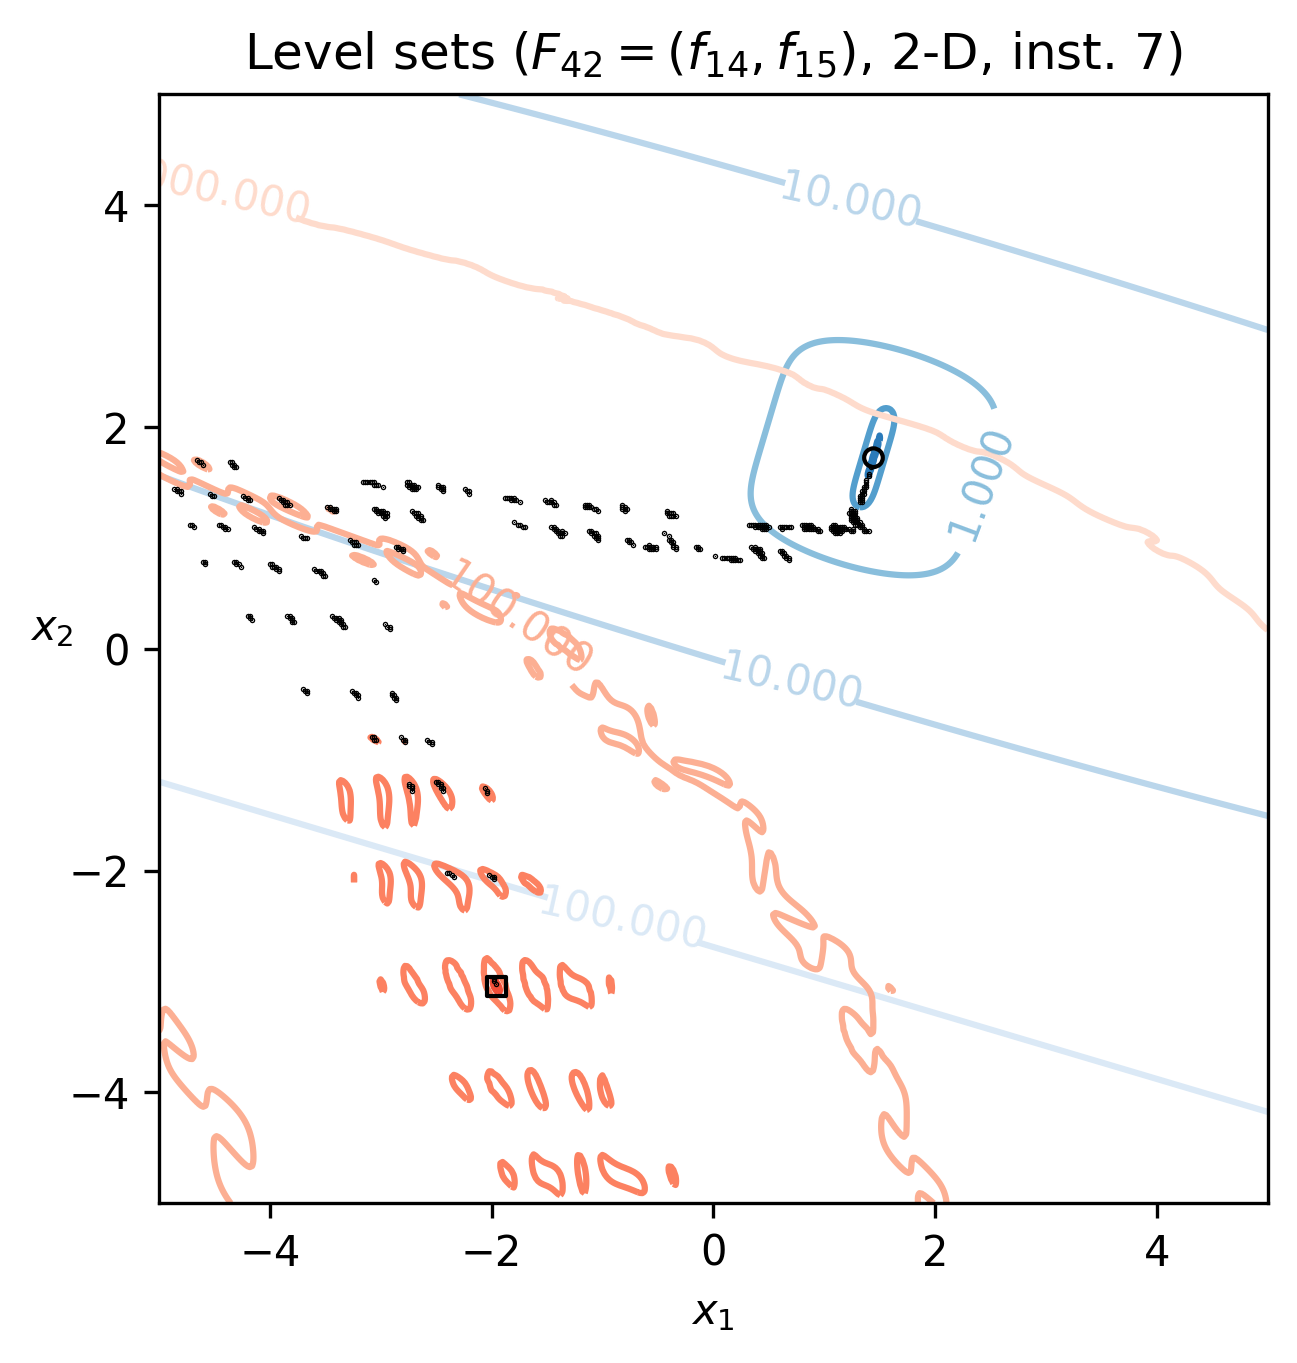 Level sets (F₄₂ = (f₁₄, f₁₅), 2-D, inst. 7)
10.000
4
000.000
2
1.000
100.000
x₂
0
10.000
−2
100.000
−4
−4 −2 0 2 4
x₁